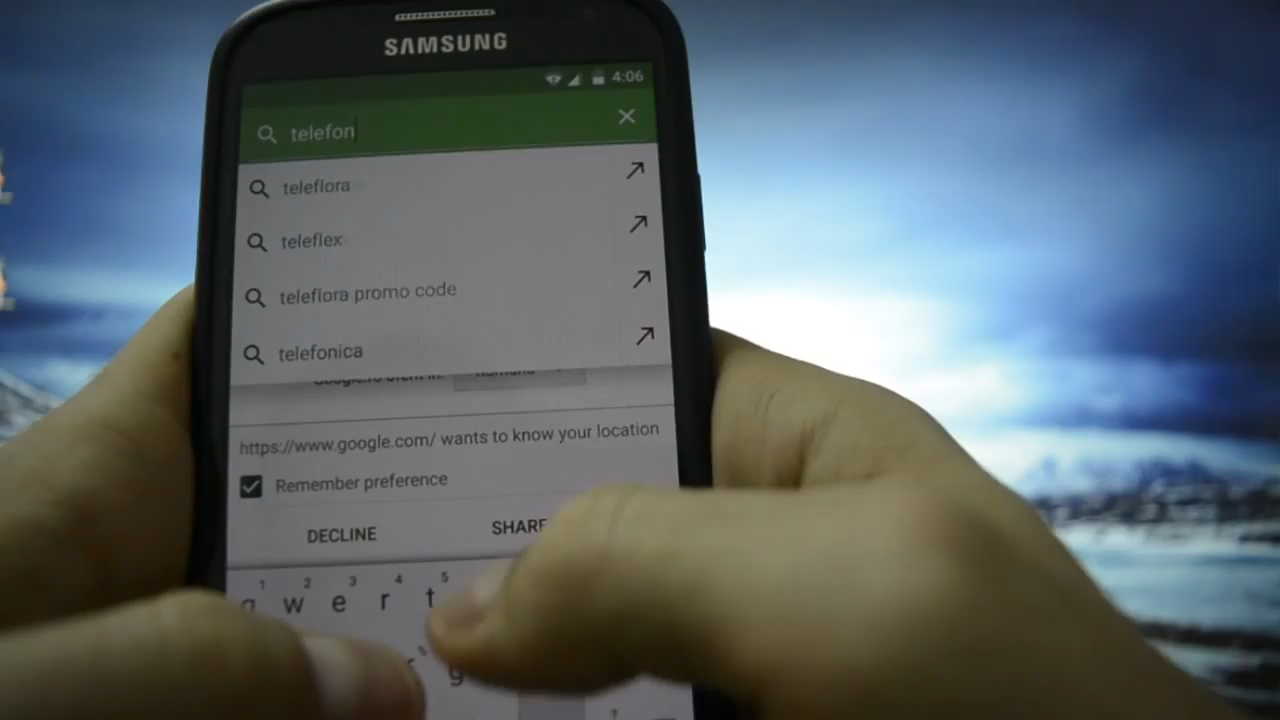 SAMSUNG
4:06
telefon
teleflora
teleflex
teleflora promo code
telefonica
https://www.google.com/ wants to know your location
Remember preference
DECLINE SHARE
1 2 3 4 5
q w e r t
g